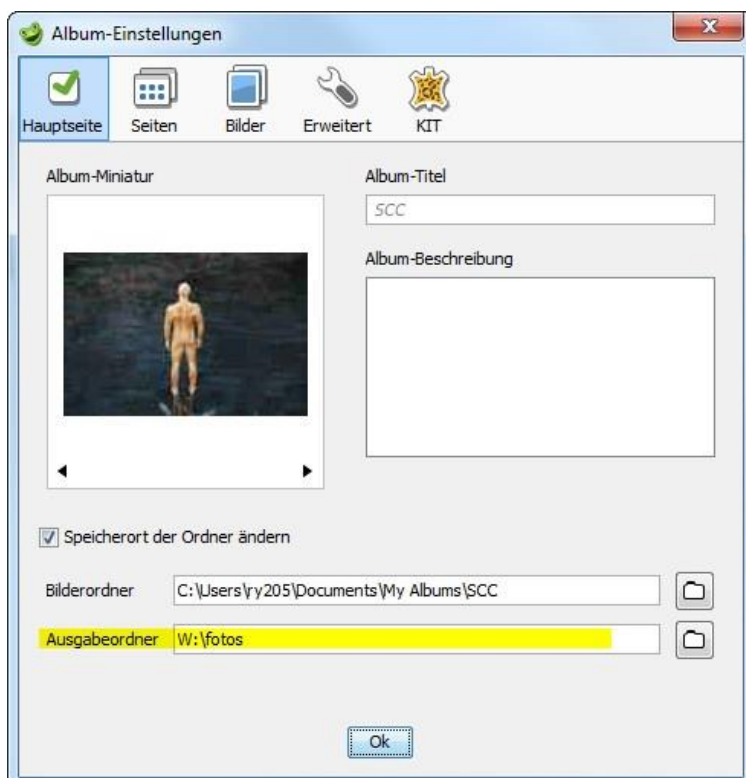 Album-Einstellungen
Hauptseite Seiten Bilder Erweitert KIT
Album-Miniatur
Album-Titel
SCC
Album-Beschreibung
Speicherort der Ordner ändern
Bilderordner C:\Users\ry205\Documents\My Albums\SCC
Ausgabeordner W:\fotos
Ok